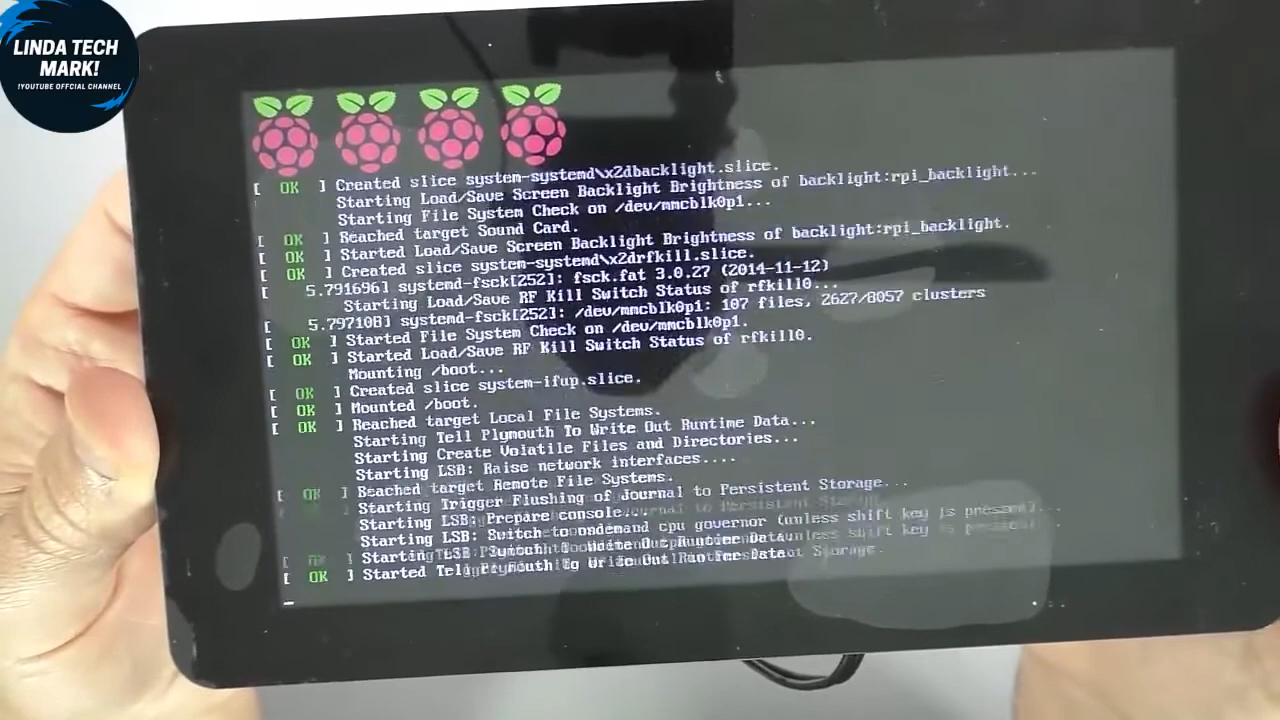 LINDA TECH
MARK!
!YOUTUBE OFFCIAL CHANNEL
[ OK ] Created slice system-systemd\x2dbacklight.slice.
Starting Load/Save Screen Backlight Brightness of backlight:rpi_backlight...
Starting File System Check on /dev/mmcblk0p1...
[ OK ] Reached target Sound Card.
[ OK ] Started Load/Save Screen Backlight Brightness of backlight:rpi_backlight.
[ OK ] Created slice system-systemd\x2drfkill.slice.
[ 5.791696] systemd-fsck[252]: fsck.fat 3.0.27 (2014-11-12)
Starting Load/Save RF Kill Switch Status of rfkill0...
[ 5.797108] systemd-fsck[252]: /dev/mmcblk0p1: 107 files, 2627/8057 clusters
[ OK ] Started File System Check on /dev/mmcblk0p1.
[ OK ] Started Load/Save RF Kill Switch Status of rfkill0.
Mounting /boot...
[ OK ] Created slice system-ifup.slice.
[ OK ] Mounted /boot.
[ OK ] Reached target Local File Systems.
Starting Tell Plymouth To Write Out Runtime Data...
Starting Create Volatile Files and Directories...
Starting LSB: Raise network interfaces....
[ OK ] Reached target Remote File Systems.
Starting Trigger Flushing of Journal to Persistent Storage...
Starting LSB: Prepare console...
Starting LSB: Switch to ondemand cpu governor (unless shift key is pressed)...
[ OK ] Started Tell Plymouth To Write Out Runtime Data.